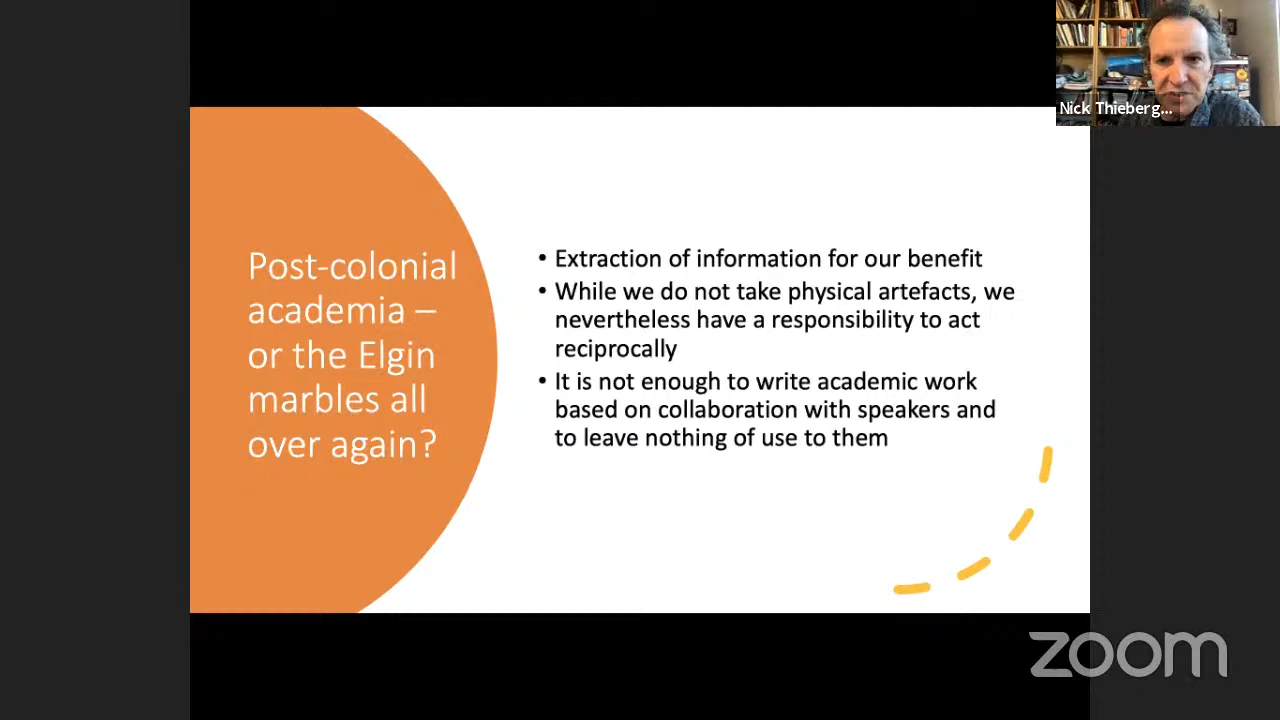 Nick Thieberg...
Post-colonial
academia –
or the Elgin
marbles all
over again?
• Extraction of information for our benefit
• While we do not take physical artefacts, we
nevertheless have a responsibility to act
reciprocally
• It is not enough to write academic work
based on collaboration with speakers and
to leave nothing of use to them
zoom